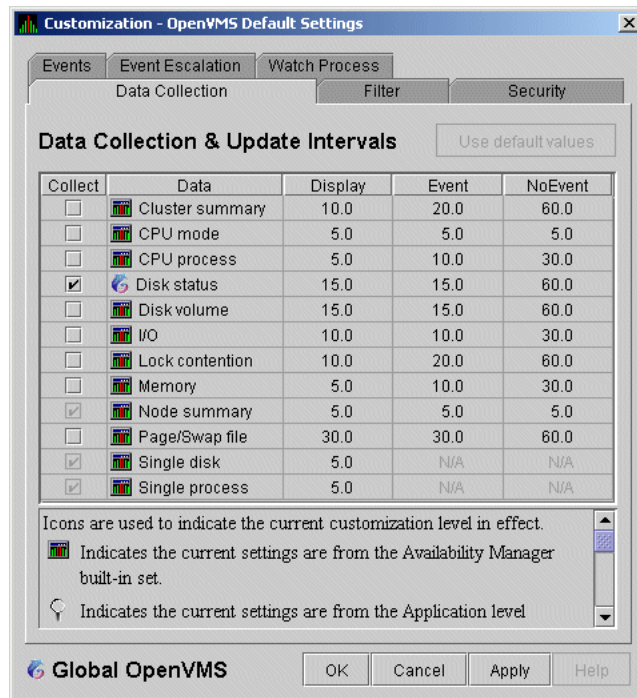 Customization - OpenVMS Default Settings
Events Event Escalation Watch Process
Data Collection Filter Security
Data Collection & Update Intervals Use default values
Collect Data Display Event NoEvent
Cluster summary 10.0 20.0 60.0
CPU mode 5.0 5.0 5.0
CPU process 5.0 10.0 30.0
Disk status 15.0 15.0 60.0
Disk volume 15.0 15.0 60.0
I/O 10.0 10.0 30.0
Lock contention 10.0 20.0 60.0
Memory 5.0 10.0 30.0
Node summary 5.0 5.0 5.0
Page/Swap file 30.0 30.0 60.0
Single disk 5.0 N/A N/A
Single process 5.0 N/A N/A
Icons are used to indicate the current customization level in effect.
Indicates the current settings are from the Availability Manager
built-in set.
Indicates the current settings are from the Application level
Global OpenVMS OK Cancel Apply Help